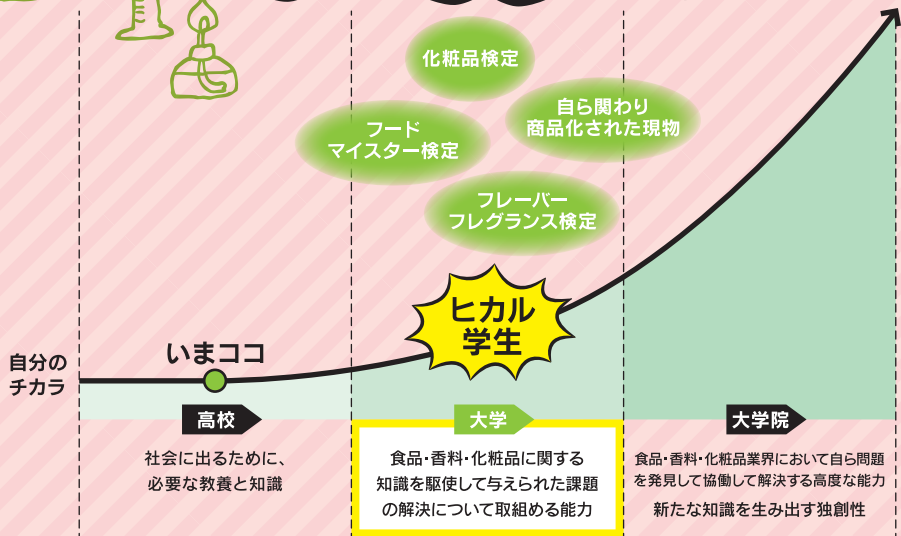 化粧品検定
自ら関わり
商品化された現物
フード
マイスター検定
フレーバー
フレグランス検定
ヒカル
学生
いまココ
自分の
チカラ
高校
社会に出るために、
必要な教養と知識
大学
食品・香料・化粧品に関する
知識を駆使して与えられた課題
の解決について取組める能力
大学院
食品・香料・化粧品業界において自ら問題
を発見して協働して解決する高度な能力
新たな知識を生み出す独創性